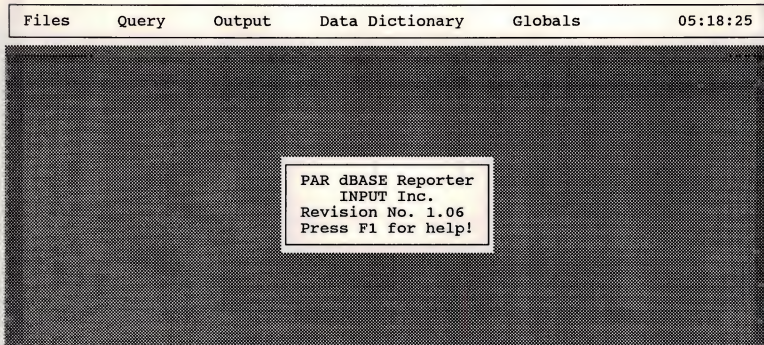 Files Query Output Data Dictionary Globals 05:18:25
PAR dBASE Reporter
INPUT Inc.
Revision No. 1.06
Press F1 for help!